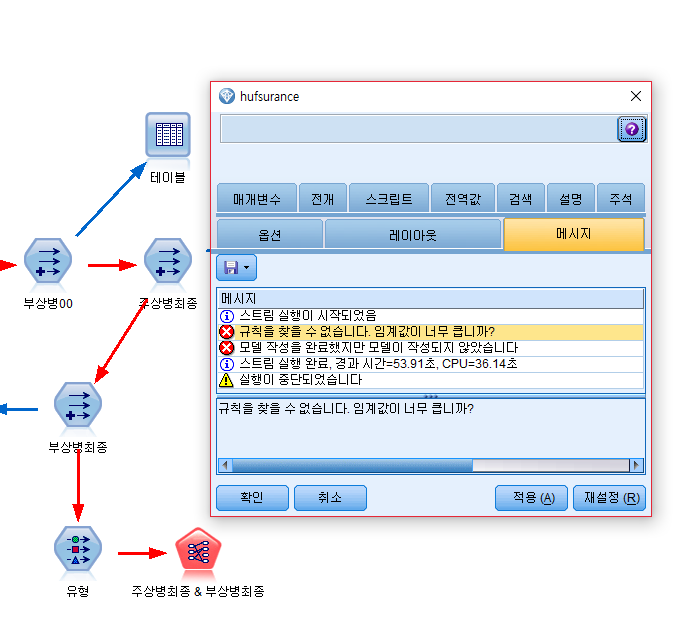 hufsurance
테이블
매개변수 전개 스크립트 전역값 검색 설명 주석
옵션 레이아웃 메시지
부상병00
주상병최종
메시지
스트림 실행이 시작되었음
규칙을 찾을 수 없습니다. 임계값이 너무 큽니까?
모델 작성을 완료했지만 모델이 작성되지 않았습니다
스트림 실행 완료, 경과 시간=53.91초, CPU=36.14초
실행이 중단되었습니다
규칙을 찾을 수 없습니다. 임계값이 너무 큽니까?
부상병최종
확인 취소 적용 (A) 재설정 (R)
유형
주상병최종 & 부상병최종